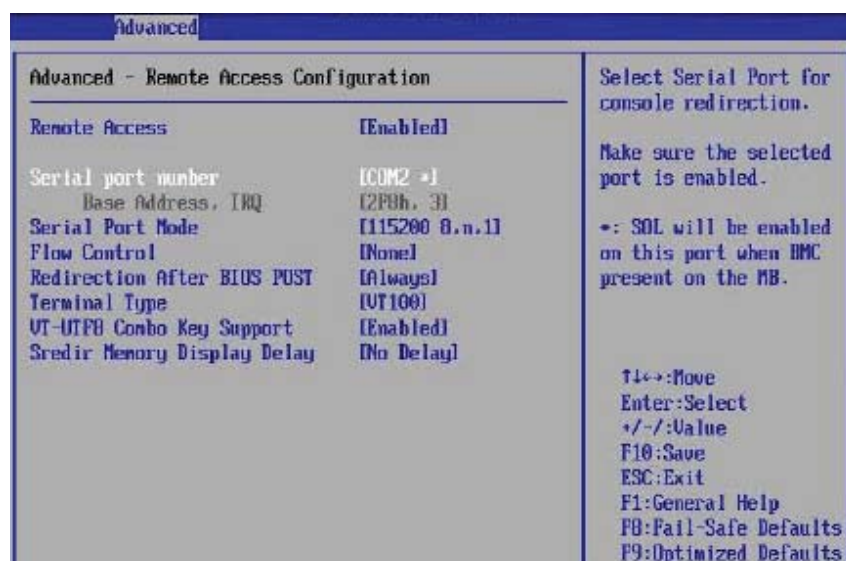 Advanced
Advanced - Remote Access Configuration
Remote Access [Enabled]
Serial port number [COM2 *]
Base Address, IRQ [2F8h, 3]
Serial Port Mode [115200 8,n,1]
Flow Control [None]
Redirection After BIOS POST [Always]
Terminal Type [VT100]
VT-UTF8 Combo Key Support [Enabled]
Sredir Memory Display Delay [No Delay]
Select Serial Port for
console redirection.
Make sure the selected
port is enabled.
*: SOL will be enabled
on this port when BMC
present on the MB.
↑↓←→:Move
Enter:Select
+/-/:Value
F10:Save
ESC:Exit
F1:General Help
F8:Fail-Safe Defaults
F9:Optimized Defaults